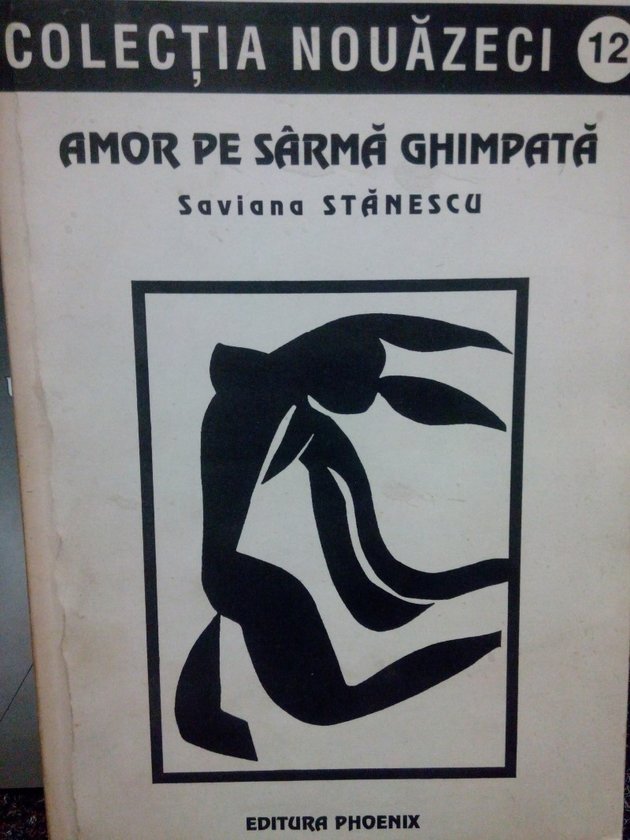 COLECȚIA NOUĂZECI 12
AMOR PE SÂRMĂ GHIMPATĂ
Saviana STĂNESCU
EDITURA PHOENIX